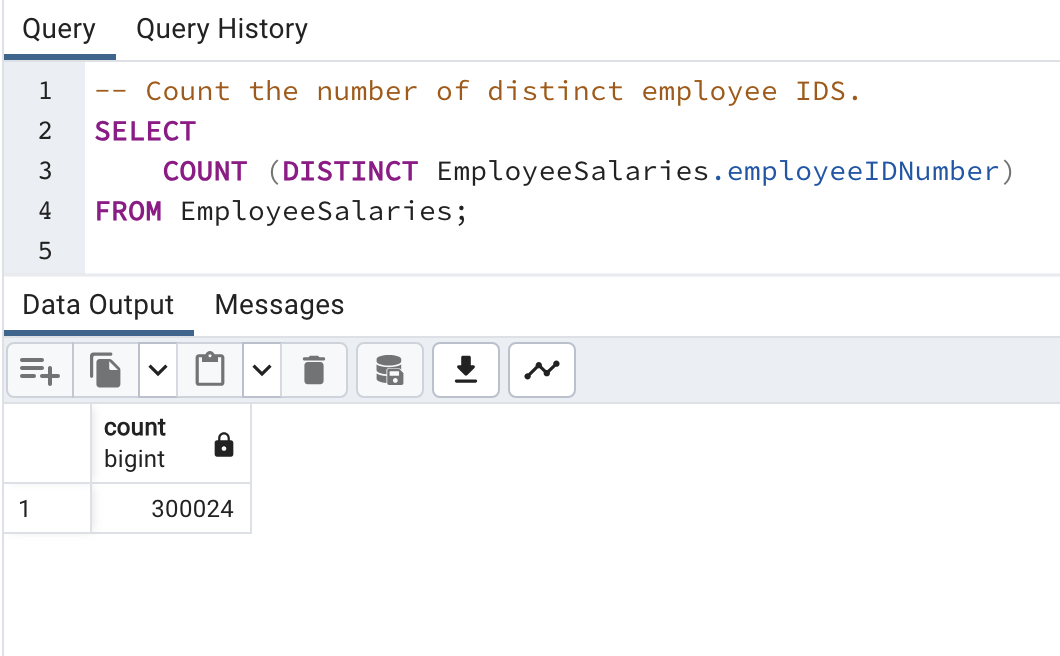 Query Query History
1 -- Count the number of distinct employee IDS.
2 SELECT
3 COUNT (DISTINCT EmployeeSalaries.employeeIDNumber)
4 FROM EmployeeSalaries;
5
Data Output Messages
count
bigint
1 300024